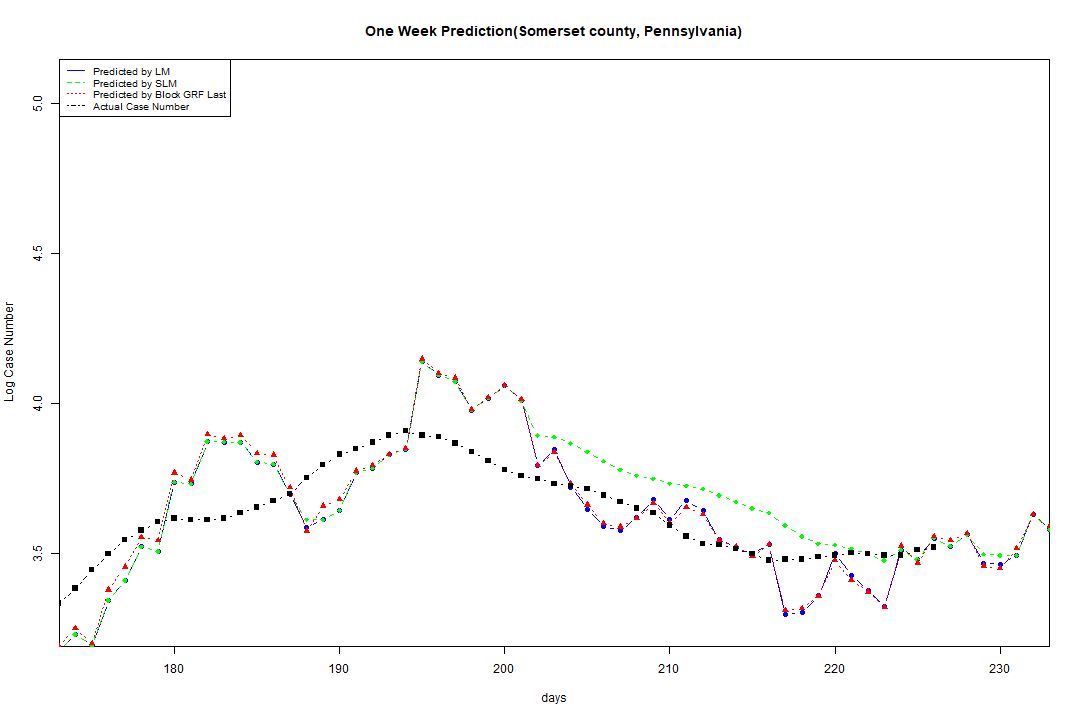 One Week Prediction(Somerset county, Pennsylvania)
Predicted by LM
Predicted by SLM
Predicted by Block GRF Last
Actual Case Number
5.0
4.5
4.0
3.5
Log Case Number
180 190 200 210 220 230
days